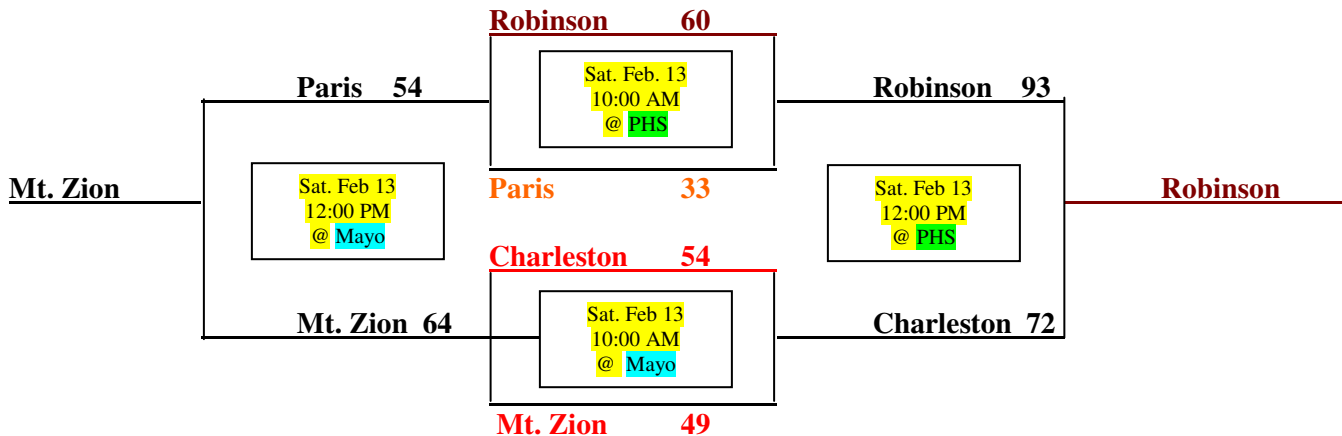 Robinson 60
Sat. Feb. 13
10:00 AM
@ PHS
Paris 54
Robinson 93
Mt. Zion
Sat. Feb 13
12:00 PM
@ Mayo
Paris 33
Sat. Feb 13
12:00 PM
@ PHS
Robinson
Charleston 54
Mt. Zion 64
Sat. Feb 13
10:00 AM
@ Mayo
Charleston 72
Mt. Zion 49